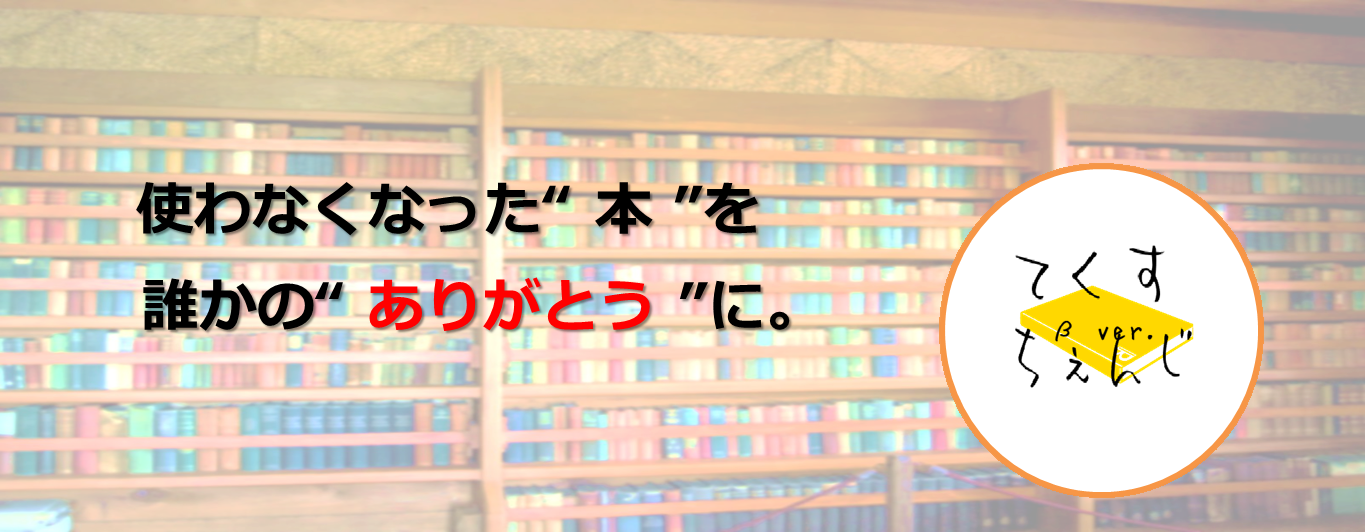 使わなくなった“ 本 ”を
誰かの“ ありがとう ”に。
てくす
β ver.
ちぇんじ